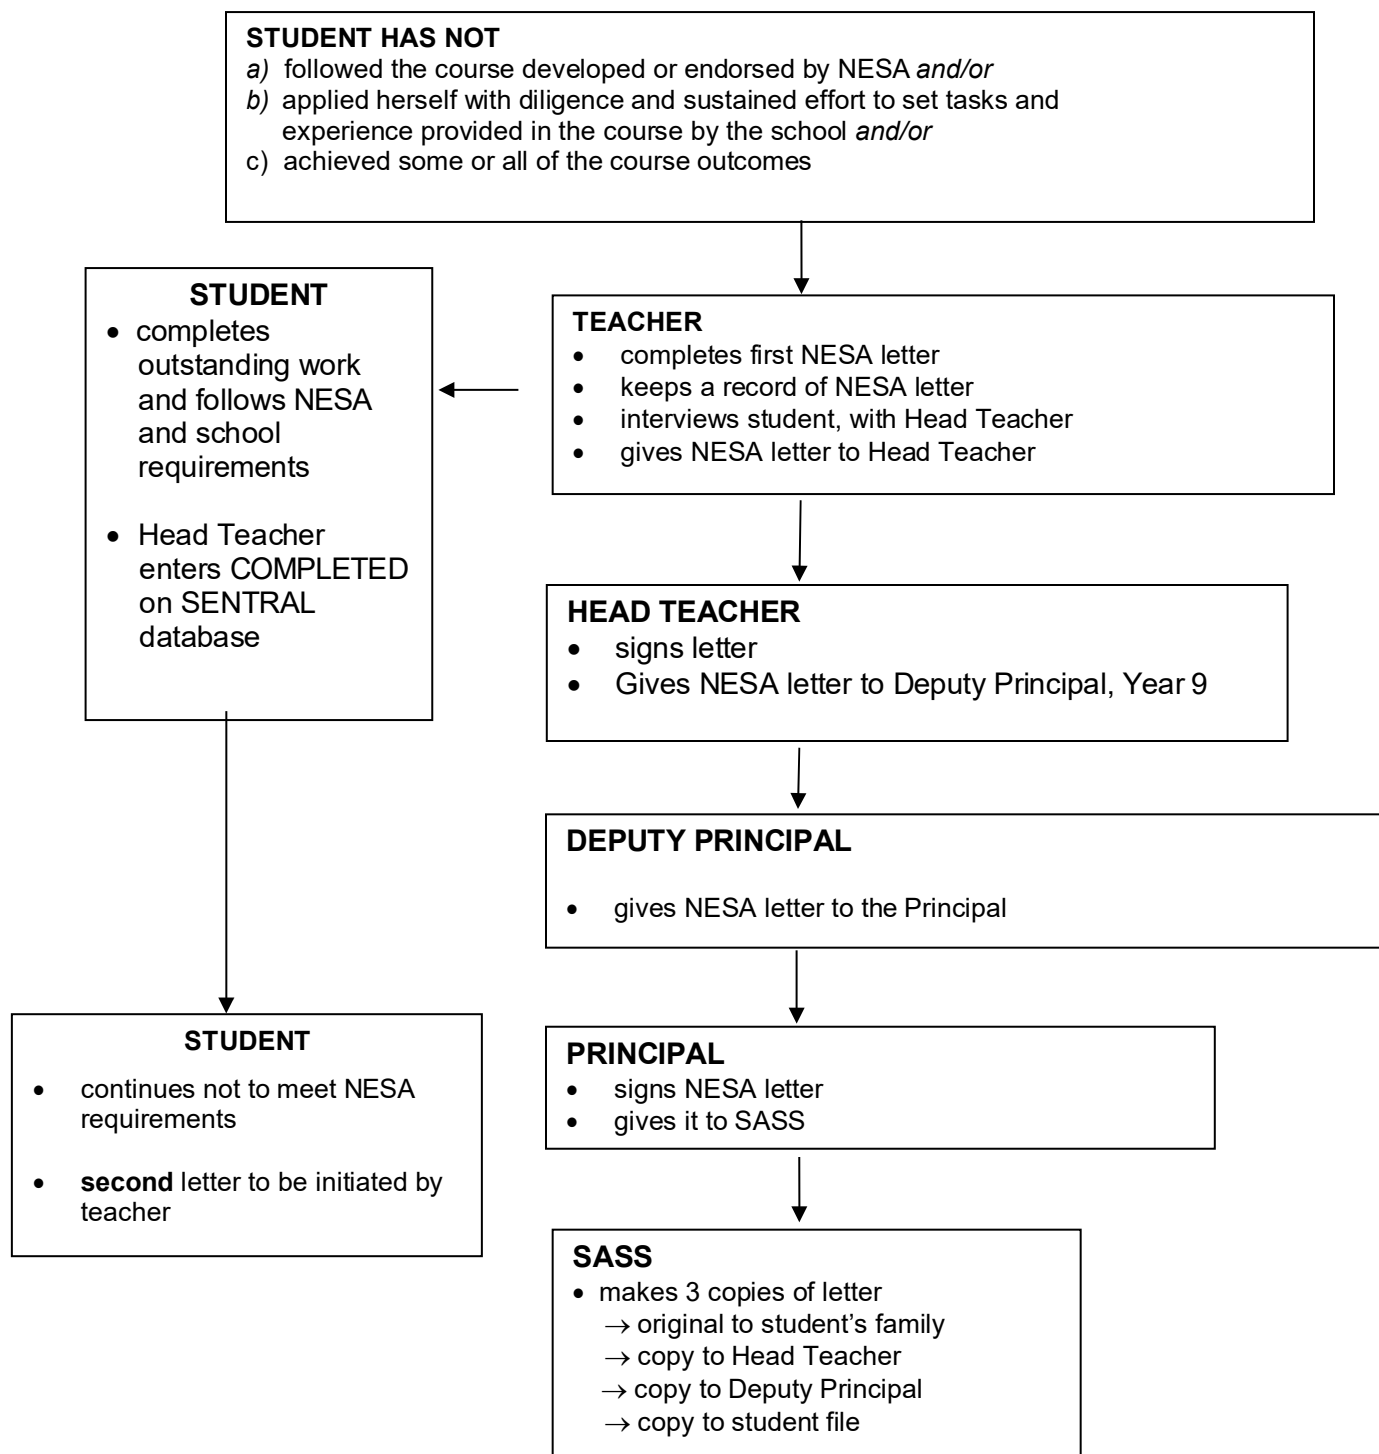 STUDENT HAS NOT
a) followed the course developed or endorsed by NESA and/or
b) applied herself with diligence and sustained effort to set tasks and
experience provided in the course by the school and/or
c) achieved some or all of the course outcomes
STUDENT
• completes
outstanding work
and follows NESA
and school
requirements
• Head Teacher
enters COMPLETED
on SENTRAL
database
TEACHER
• completes first NESA letter
• keeps a record of NESA letter
• interviews student, with Head Teacher
• gives NESA letter to Head Teacher
HEAD TEACHER
• signs letter
• Gives NESA letter to Deputy Principal, Year 9
DEPUTY PRINCIPAL
• gives NESA letter to the Principal
STUDENT
• continues not to meet NESA
requirements
• second letter to be initiated by
teacher
PRINCIPAL
• signs NESA letter
• gives it to SASS
SASS
• makes 3 copies of letter
→ original to student’s family
→ copy to Head Teacher
→ copy to Deputy Principal
→ copy to student file